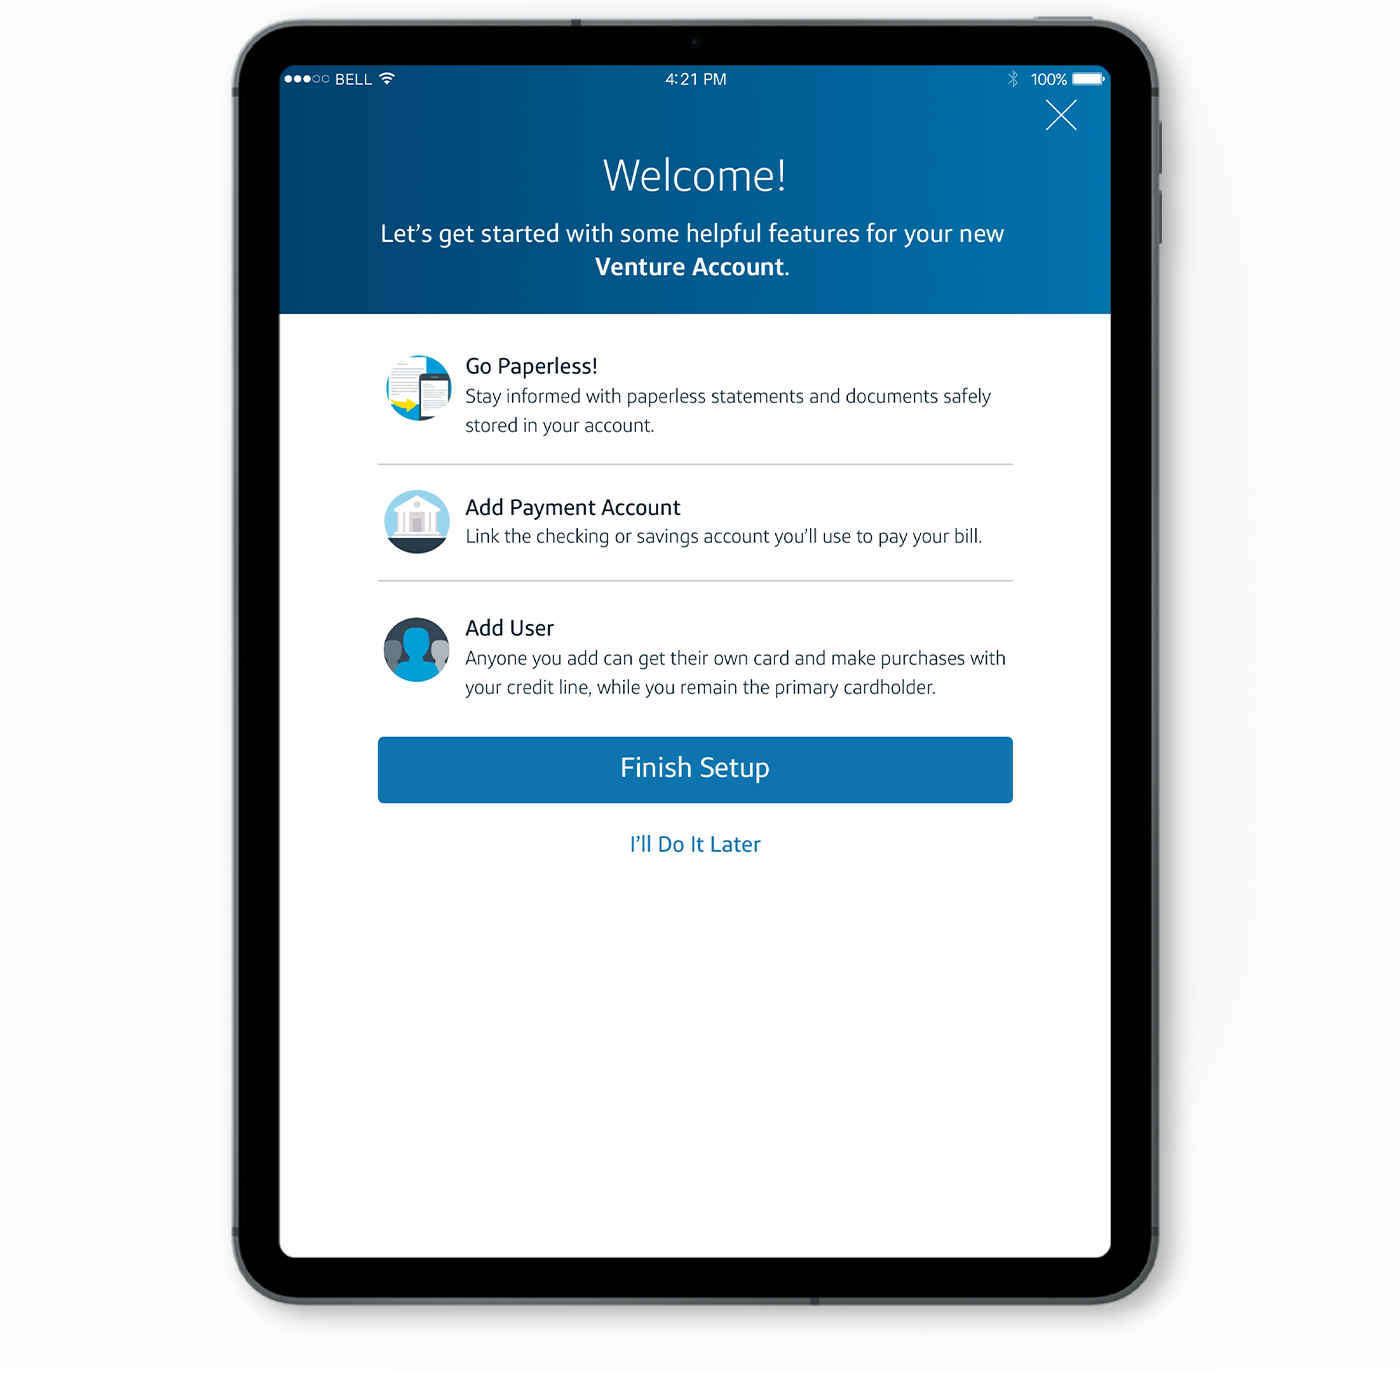 BELL 4:21 PM 100%
Welcome!
Let’s get started with some helpful features for your new
Venture Account.
Go Paperless!
Stay informed with paperless statements and documents safely
stored in your account.
Add Payment Account
Link the checking or savings account you’ll use to pay your bill.
Add User
Anyone you add can get their own card and make purchases with
your credit line, while you remain the primary cardholder.
Finish Setup
I’ll Do It Later